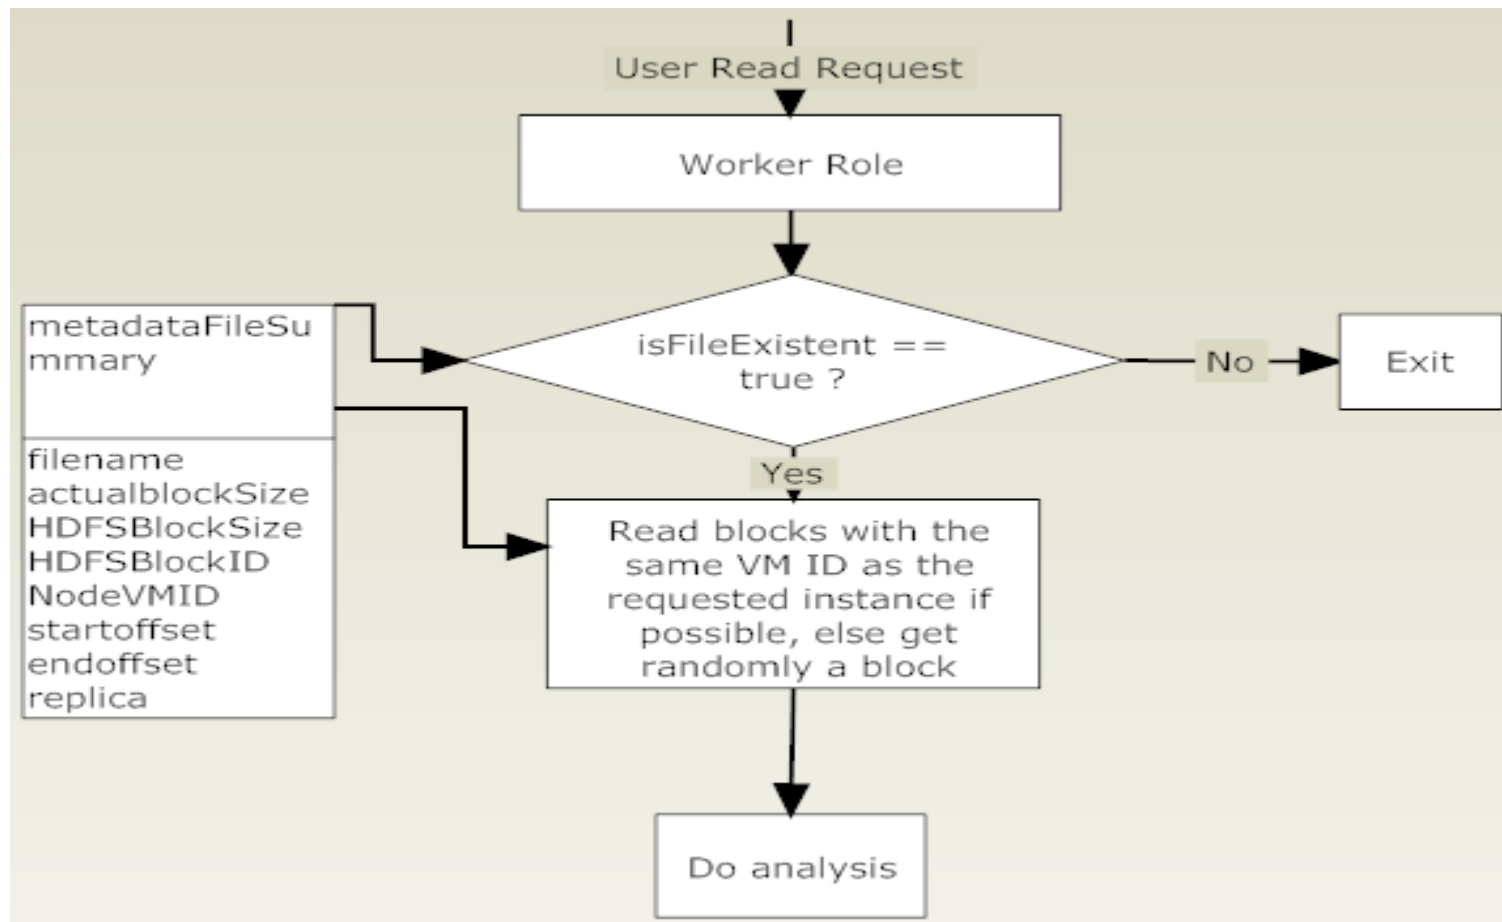 User Read Request
Worker Role
metadataFileSu
mmary
isFileExistent ==
true ?
No
Exit
filename
actualblockSize
HDFSBlockSize
HDFSBlockID
NodeVMID
startoffset
endoffset
replica
Yes
Read blocks with the
same VM ID as the
requested instance if
possible, else get
randomly a block
Do analysis